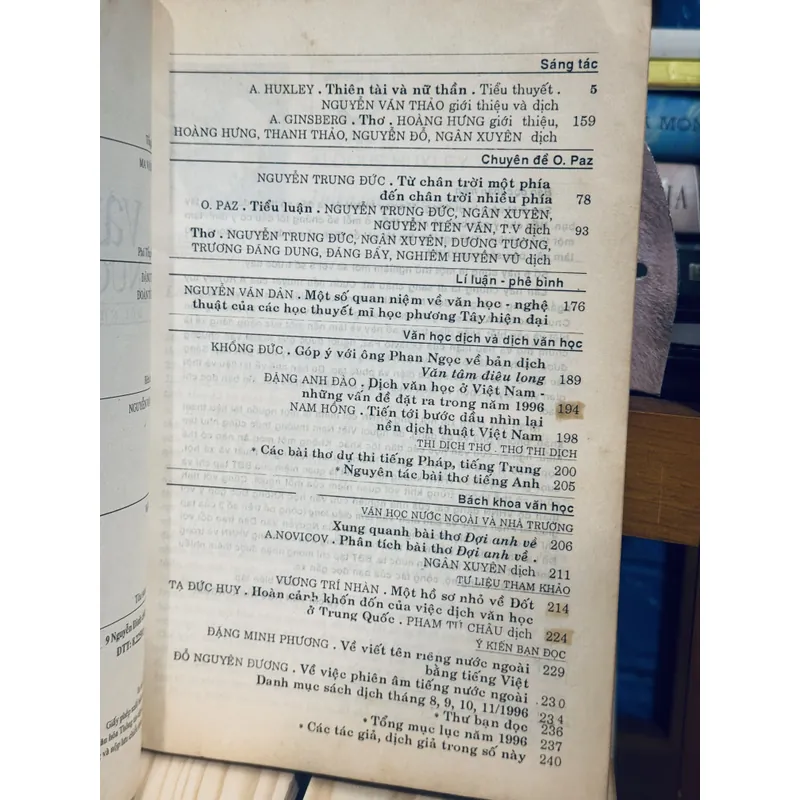 Sáng tác
A. HUXLEY . Thiên tài và nữ thần . Tiểu thuyết . 5
NGUYỄN VĂN THẢO giới thiệu và dịch
A. GINSBERG . Thơ . HOÀNG HƯNG giới thiệu, 159
HOÀNG HƯNG, THANH THẢO, NGUYỄN ĐỖ, NGÂN XUYÊN dịch
Chuyên đề O. Paz
NGUYỄN TRUNG ĐỨC . Từ chân trời một phía
đến chân trời nhiều phía 78
O. PAZ . Tiểu luận . NGUYỄN TRUNG ĐỨC, NGÂN XUYÊN,
NGUYỄN TIẾN VĂN, T.V dịch 93
Thơ . NGUYỄN TRUNG ĐỨC, NGÂN XUYÊN, DƯƠNG TƯỜNG,
TRƯƠNG ĐĂNG DUNG, ĐẶNG BẨY, NGHIÊM HUYỀN VŨ dịch
Lí luận - phê bình
NGUYỄN VĂN DÂN . Một số quan niệm về văn học - nghệ 176
thuật của các học thuyết mĩ học phương Tây hiện đại
Văn học dịch và dịch văn học
KHỔNG ĐỨC . Góp ý với ông Phan Ngọc về bản dịch
Văn tâm điêu long 189
ĐẶNG ANH ĐÀO . Dịch văn học ở Việt Nam -
những vấn đề đặt ra trong năm 1996 194
NAM HỒNG . Tiến tới bước đầu nhìn lại
nền dịch thuật Việt Nam 198
THI DỊCH THƠ . THƠ THI DỊCH
• Các bài thơ dự thi tiếng Pháp, tiếng Trung 200
• Nguyên tác bài thơ tiếng Anh 205
Bách khoa văn học
VĂN HỌC NƯỚC NGOÀI VÀ NHÀ TRƯỜNG
Xung quanh bài thơ Đợi anh về 206
A.NOVICOV . Phân tích bài thơ Đợi anh về .
NGÂN XUYÊN dịch 211
TƯ LIỆU THAM KHẢO
VƯƠNG TRÍ NHÀN . Một hồ sơ nhỏ về Đốt 214
TẠ ĐỨC HUY . Hoàn cảnh khốn đốn của việc dịch văn học
ở Trung Quốc . PHẠM TÚ CHÂU dịch 224
Ý KIẾN BẠN ĐỌC
ĐẶNG MINH PHƯƠNG . Về viết tên riêng nước ngoài
bằng tiếng Việt 229
ĐỖ NGUYÊN ĐƯƠNG . Về việc phiên âm tiếng nước ngoài 230
Danh mục sách dịch tháng 8, 9, 10, 11/1996 234
• Thư bạn đọc 236
• Tổng mục lục năm 1996 237
• Các tác giả, dịch giả trong số này 240